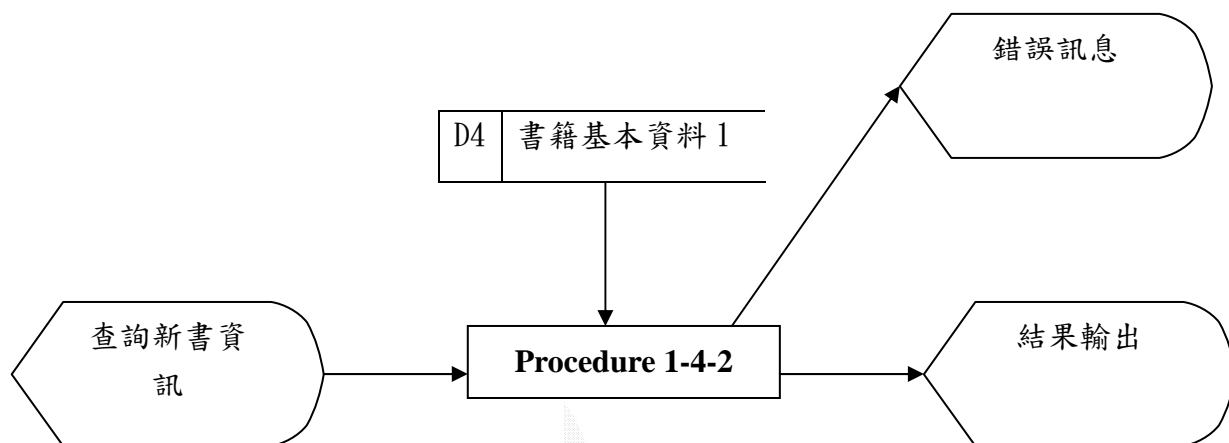 錯誤訊息
D4 書籍基本資料 1
查詢新書資
訊
Procedure 1-4-2
結果輸出